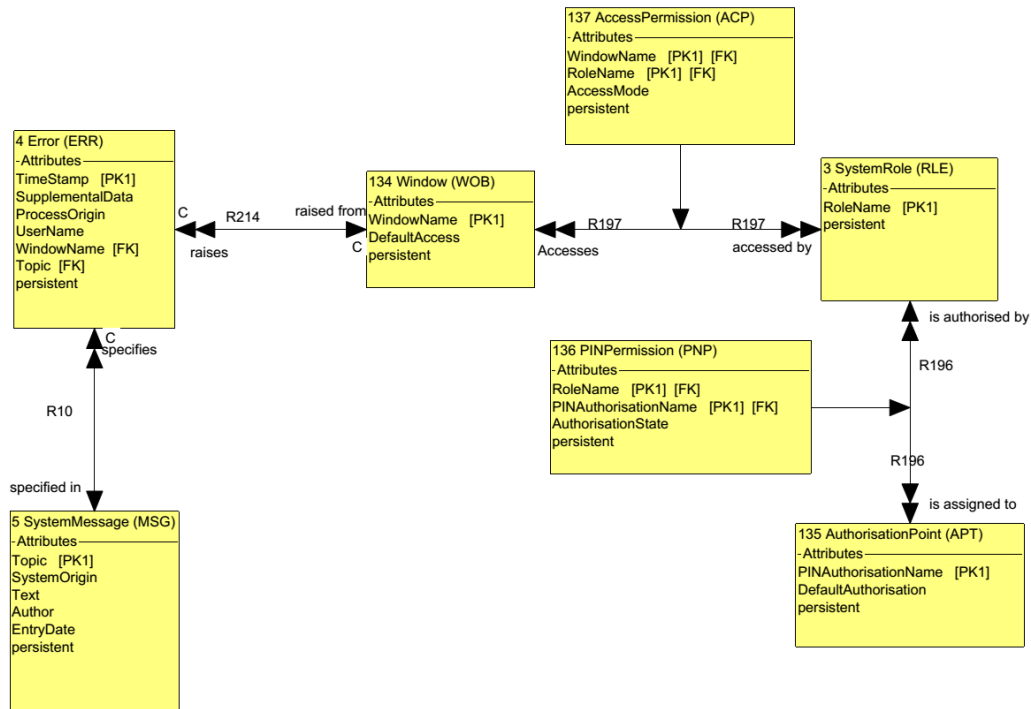 137 AccessPermission (ACP)
-Attributes
WindowName [PK1] [FK]
RoleName [PK1] [FK]
AccessMode
persistent
4 Error (ERR)
-Attributes
TimeStamp [PK1]
SupplementalData
ProcessOrigin
UserName
WindowName [FK]
Topic [FK]
persistent
C
R214
raises
raised from
C
134 Window (WOB)
-Attributes
WindowName [PK1]
DefaultAccess
persistent
R197
Accesses
R197
accessed by
3 SystemRole (RLE)
-Attributes
RoleName [PK1]
persistent
C
specifies
R10
specified in
136 PINPermission (PNP)
-Attributes
RoleName [PK1] [FK]
PINAuthorisationName [PK1] [FK]
AuthorisationState
persistent
is authorised by
R196
R196
is assigned to
5 SystemMessage (MSG)
-Attributes
Topic [PK1]
SystemOrigin
Text
Author
EntryDate
persistent
135 AuthorisationPoint (APT)
-Attributes
PINAuthorisationName [PK1]
DefaultAuthorisation
persistent